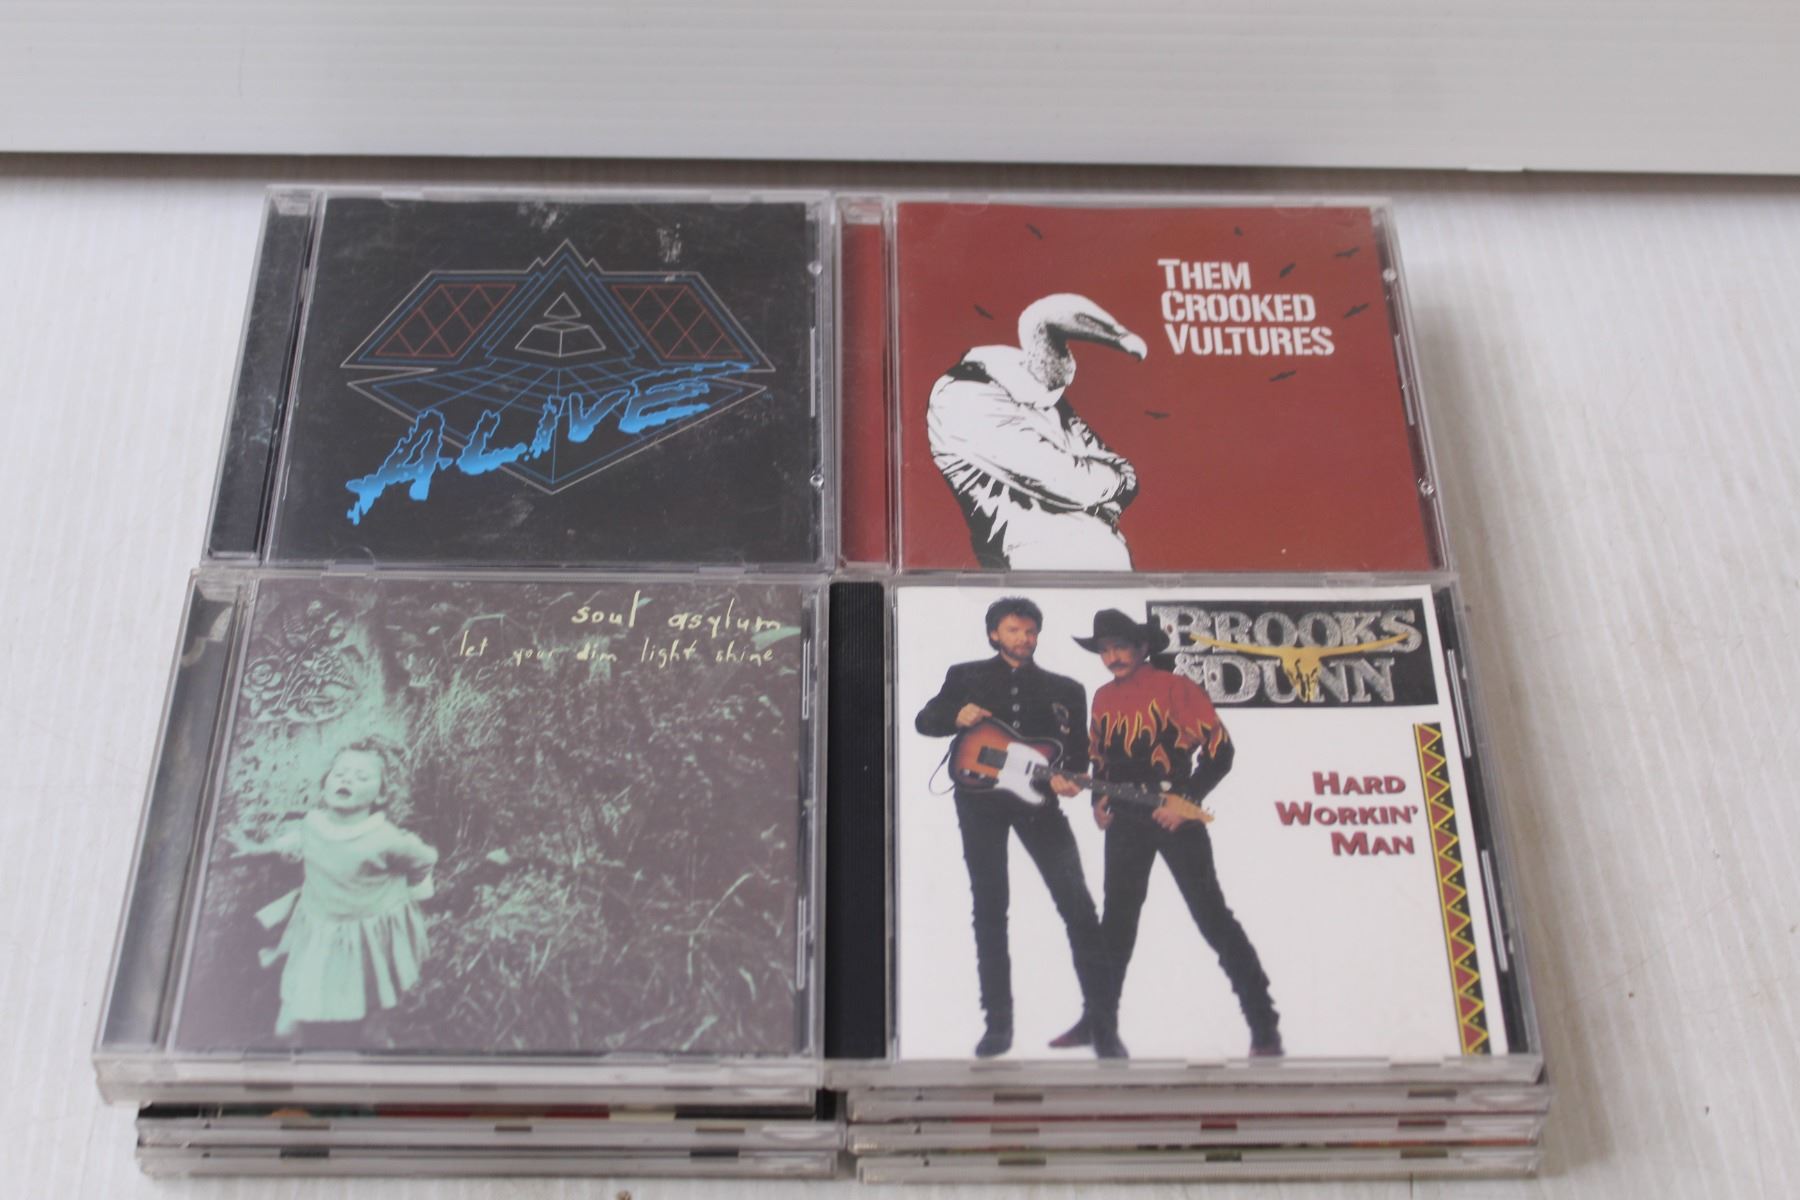 ALIVE
THEM
CROOKED
VULTURES
soul asylum
let your dim light shine
BROOKS
& DUNN
HARD
WORKIN'
MAN